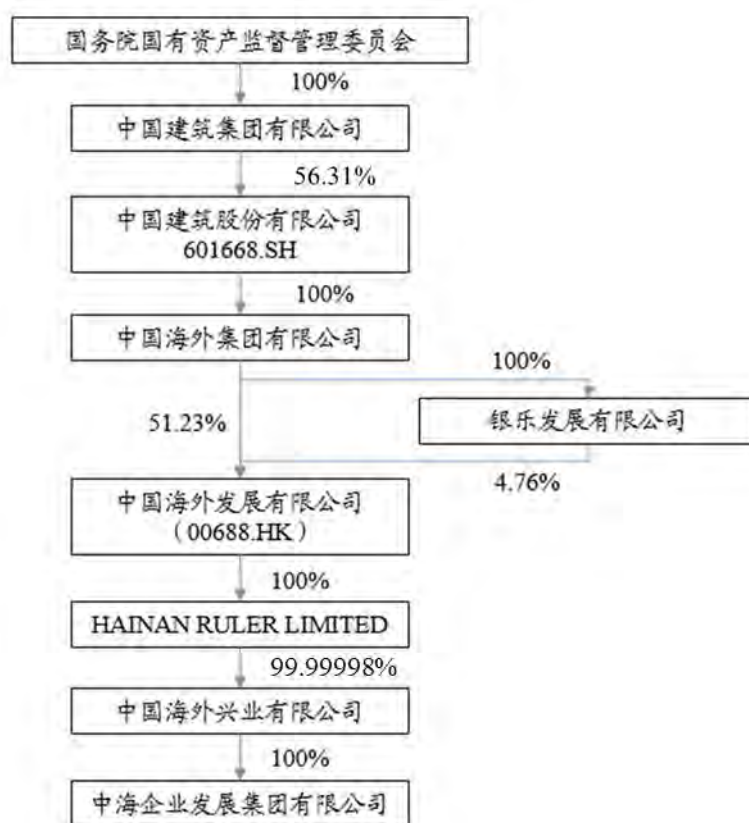 国务院国有资产监督管理委员会
100%
中国建筑集团有限公司
56.31%
中国建筑股份有限公司
601668.SH
100%
中国海外集团有限公司
100%
51.23%
银乐发展有限公司
4.76%
中国海外发展有限公司
（00688.HK）
100%
HAINAN RULER LIMITED
99.99998%
中国海外兴业有限公司
100%
中海企业发展集团有限公司